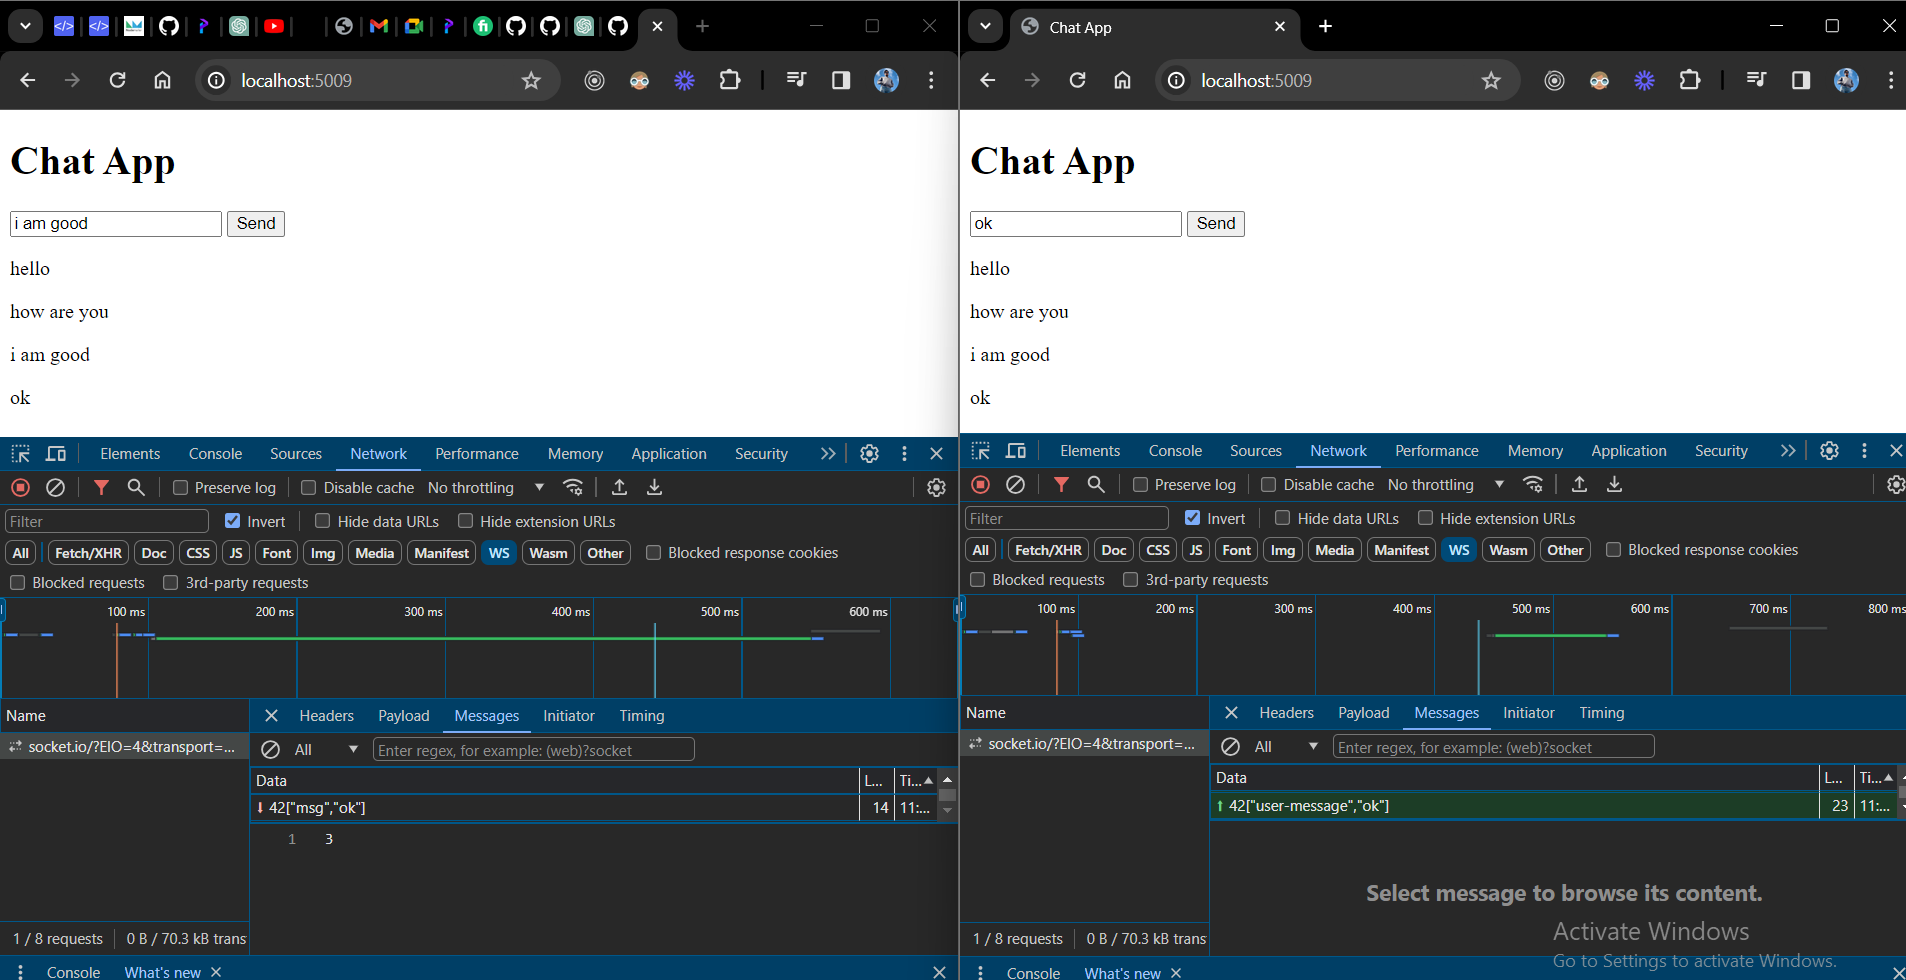 localhost:5009
Chat App
i am good
Send
hello
how are you
i am good
ok
Elements Console Sources Network Performance Memory Application Security
Preserve log Disable cache No throttling
Filter Invert Hide data URLs Hide extension URLs
All Fetch/XHR Doc CSS JS Font Img Media Manifest WS Wasm Other Blocked response cookies
Blocked requests 3rd-party requests
100 ms 200 ms 300 ms 400 ms 500 ms 600 ms
Name
Headers Payload Messages Initiator Timing
socket.io/?EIO=4&transport=...
All Enter regex, for example: (web)?socket
Data L... Ti...
42["msg","ok"] 14 11:...
1 3
1 / 8 requests 0 B / 70.3 kB trans
Console What's new
Chat App
localhost:5009
Chat App
ok
Send
hello
how are you
i am good
ok
Elements Console Sources Network Performance Memory Application Security
Preserve log Disable cache No throttling
Filter Invert Hide data URLs Hide extension URLs
All Fetch/XHR Doc CSS JS Font Img Media Manifest WS Wasm Other Blocked response cookies
Blocked requests 3rd-party requests
100 ms 200 ms 300 ms 400 ms 500 ms 600 ms 700 ms 800 ms
Name
Headers Payload Messages Initiator Timing
socket.io/?EIO=4&transport=...
All Enter regex, for example: (web)?socket
Data L... Ti...
42["user-message","ok"] 23 11:...
Select message to browse its content.
Activate Windows
Go to Settings to activate Windows.
1 / 8 requests 0 B / 70.3 kB trans
Console What's new